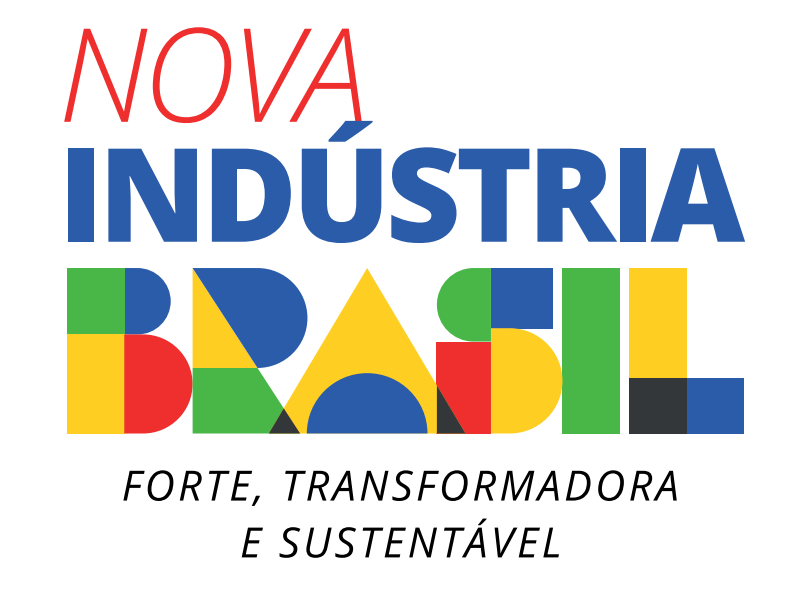 NOVA
INDÚSTRIA
BRASIL
FORTE, TRANSFORMADORA
E SUSTENTÁVEL